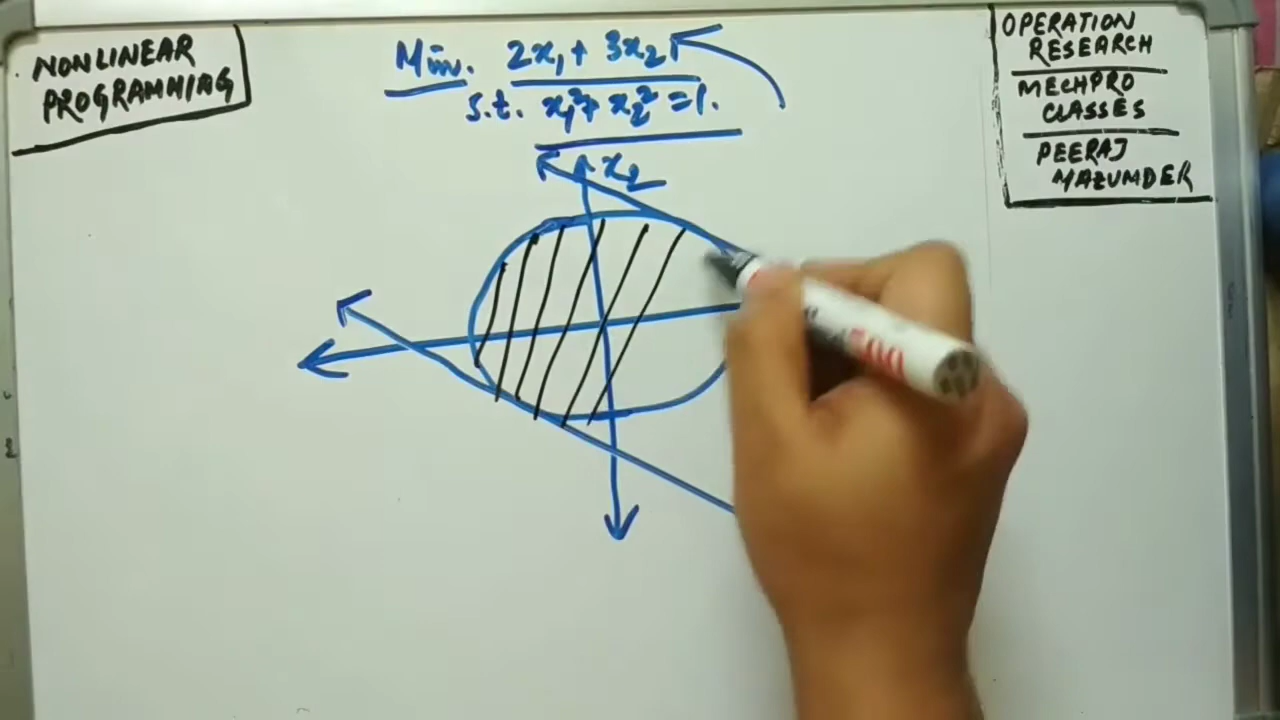 NONLINEAR
PROGRAMMING
Min. 2x₁ + 3x₂
s.t. x₁² + x₂² = 1.
x₂
OPERATION
RESEARCH
MECHPRO
CLASSES
PEERAJ
MAZUMDER